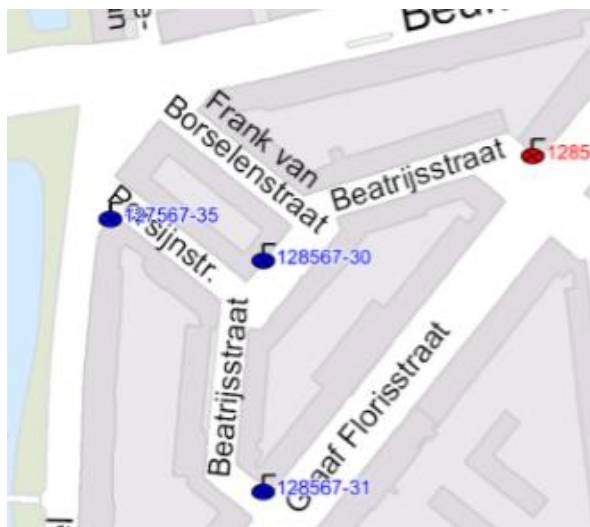 Frank van
Borselenstraat
Beatrijsstraat
1285
127567-35
128567-30
Beatrijsstraat
Graaf Florisstraat
128567-31